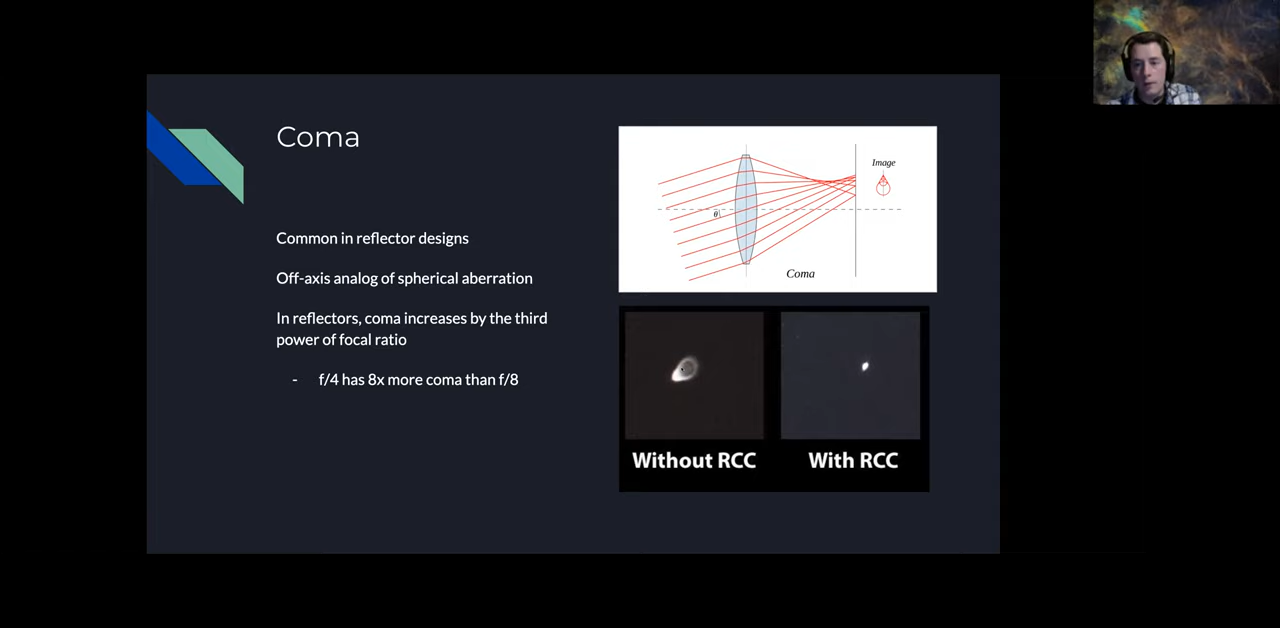 Coma
Common in reflector designs
Off-axis analog of spherical aberration
In reflectors, coma increases by the third
power of focal ratio
- f/4 has 8x more coma than f/8
Image
θ
Coma
Without RCC
With RCC